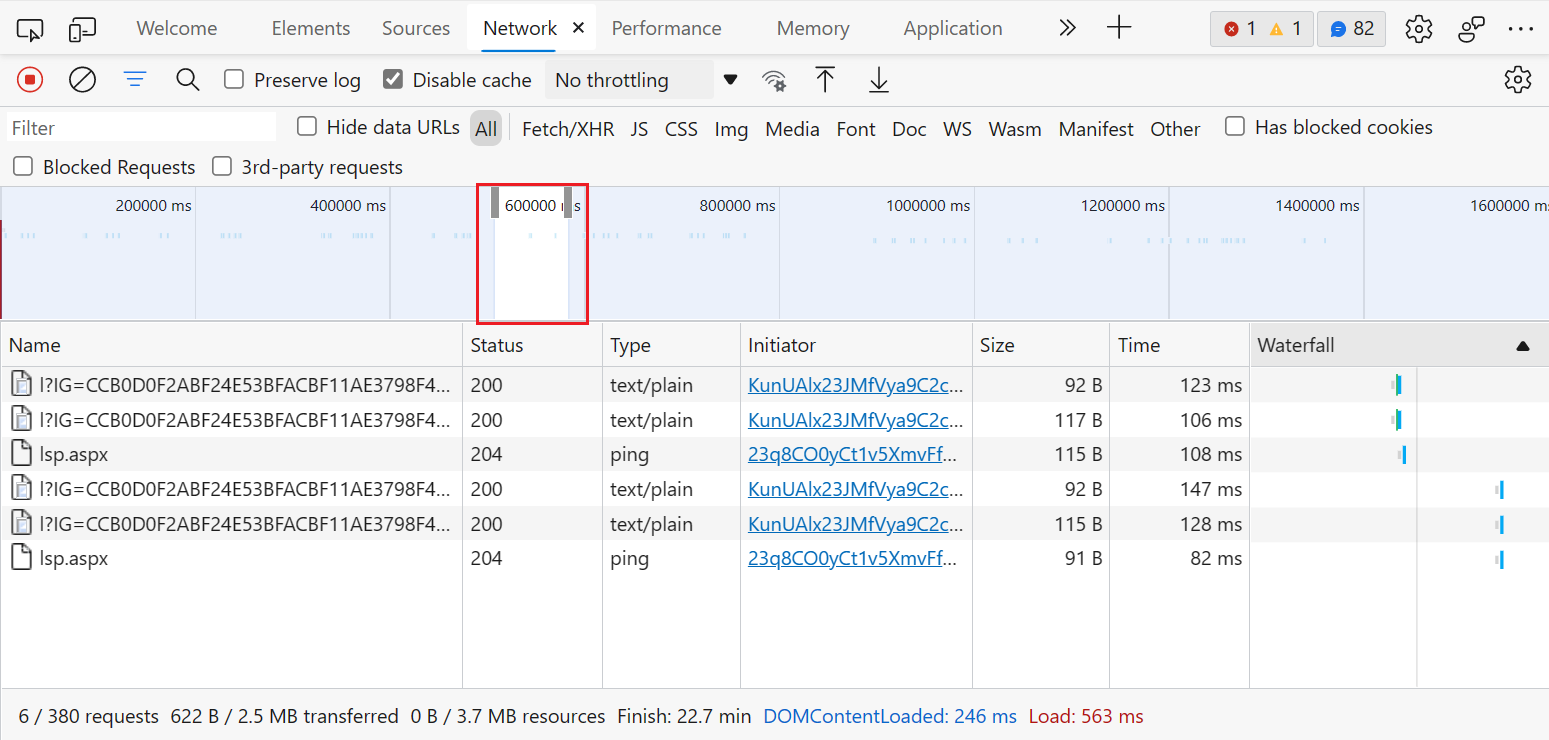 Welcome Elements Sources Network Performance Memory Application 1 1 82
Preserve log Disable cache No throttling
Filter Hide data URLs All Fetch/XHR JS CSS Img Media Font Doc WS Wasm Manifest Other Has blocked cookies
Blocked Requests 3rd-party requests
200000 ms 400000 ms 600000 ms 800000 ms 1000000 ms 1200000 ms 1400000 ms 1600000 ms
Name Status Type Initiator Size Time Waterfall
l?IG=CCB0D0F2ABF24E53BFACBF11AE3798F4... 200 text/plain KunUAlx23JMfVya9C2c... 92 B 123 ms
l?IG=CCB0D0F2ABF24E53BFACBF11AE3798F4... 200 text/plain KunUAlx23JMfVya9C2c... 117 B 106 ms
lsp.aspx 204 ping 23q8CO0yCt1v5XmvFf... 115 B 108 ms
l?IG=CCB0D0F2ABF24E53BFACBF11AE3798F4... 200 text/plain KunUAlx23JMfVya9C2c... 92 B 147 ms
l?IG=CCB0D0F2ABF24E53BFACBF11AE3798F4... 200 text/plain KunUAlx23JMfVya9C2c... 115 B 128 ms
lsp.aspx 204 ping 23q8CO0yCt1v5XmvFf... 91 B 82 ms
6 / 380 requests 622 B / 2.5 MB transferred 0 B / 3.7 MB resources Finish: 22.7 min DOMContentLoaded: 246 ms Load: 563 ms